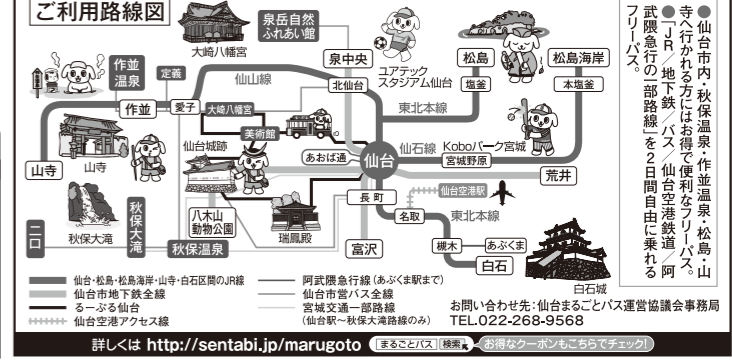 ご利用路線図
●仙台市内・秋保温泉・作並温泉・松島・山
寺へ行かれる方にはお得で便利なフリーパス。
●「JR/地下鉄/バス/仙台空港鉄道/阿
武隈急行の一部路線」を2日間自由に乗れる
フリーパス。
大崎八幡宮
泉岳自然
ふれあい館
泉中央
ユアテック
スタジアム仙台
松島
塩釜
松島海岸
本塩釜
作並
温泉
定義
仙山線
北仙台
東北本線
作並
愛子
大崎八幡宮
美術館
仙台城跡
あおば通
仙台
仙石線
Koboパーク宮城
宮城野原
荒井
山寺
山寺
長町
仙台空港駅
名取
東北本線
二口
秋保大滝
秋保大滝
秋保温泉
八木山
動物公園
瑞鳳殿
富沢
槻木
あぶくま
白石
白石城
仙台・松島・松島海岸・山寺・白石区間のJR線
仙台市地下鉄全線
るーぷる仙台
仙台空港アクセス線
阿武隈急行線(あぶくま駅まで)
仙台市営バス全線
宮城交通一部路線
(仙台駅〜秋保大滝路線のみ)
お問い合わせ先:仙台まるごとパス運営協議会事務局
TEL.022-268-9568
詳しくは http://sentabi.jp/marugoto まるごとパス 検索 お得なクーポンもこちらでチェック!